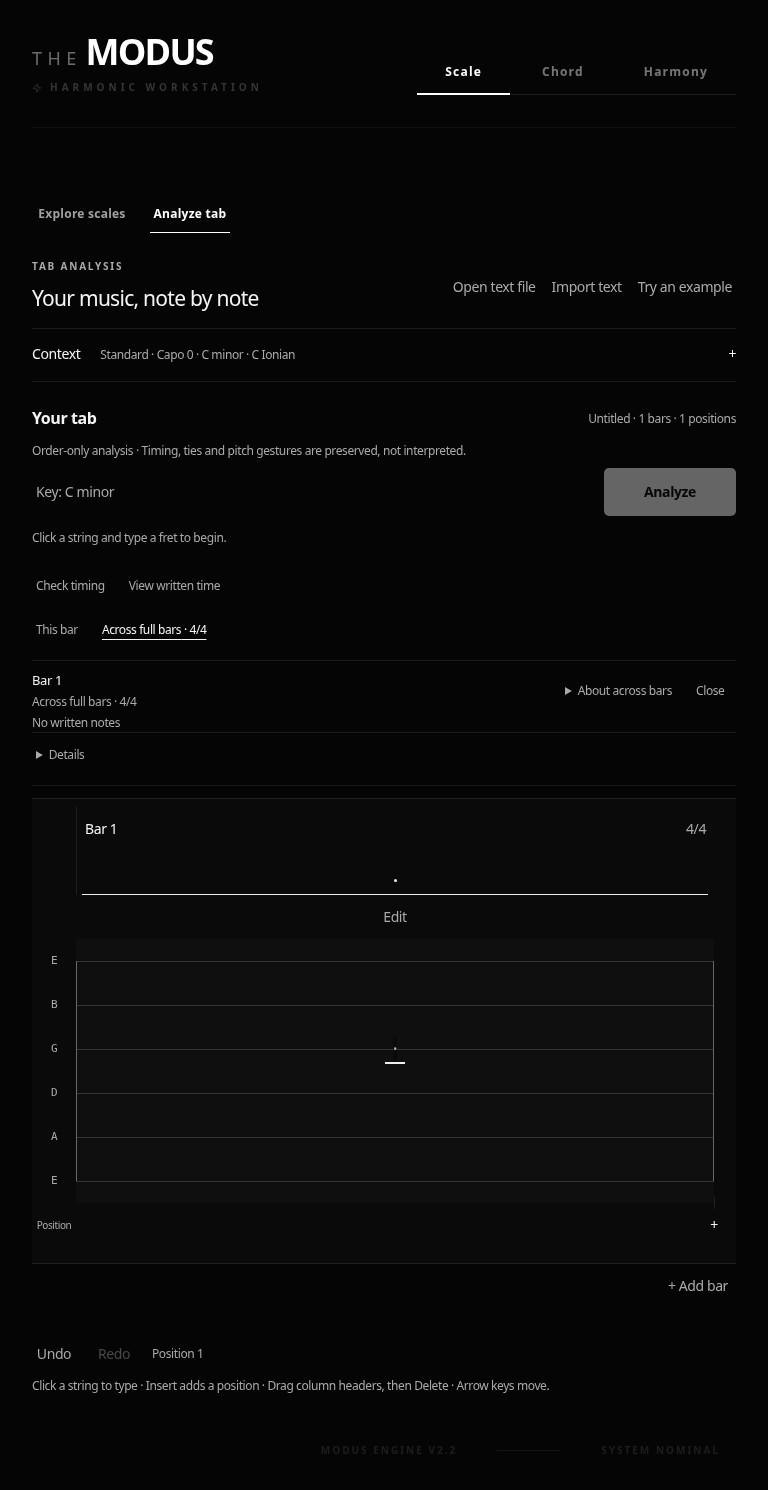 THE MODUS
HARMONIC WORKSTATION
Scale Chord Harmony
Explore scales Analyze tab
TAB ANALYSIS
Your music, note by note
Open text file Import text Try an example
Context Standard · Capo 0 · C minor · C Ionian +
Your tab Untitled · 1 bars · 1 positions
Order-only analysis · Timing, ties and pitch gestures are preserved, not interpreted.
Key: C minor Analyze
Click a string and type a fret to begin.
Check timing View written time
This bar Across full bars · 4/4
Bar 1
Across full bars · 4/4
No written notes
▶ About across bars Close
▶ Details
Bar 1 4/4
·
Edit
E
B
G ·
D
A
E
Position +
+ Add bar
Undo Redo Position 1
Click a string to type · Insert adds a position · Drag column headers, then Delete · Arrow keys move.
MODUS ENGINE V2.2 SYSTEM NOMINAL